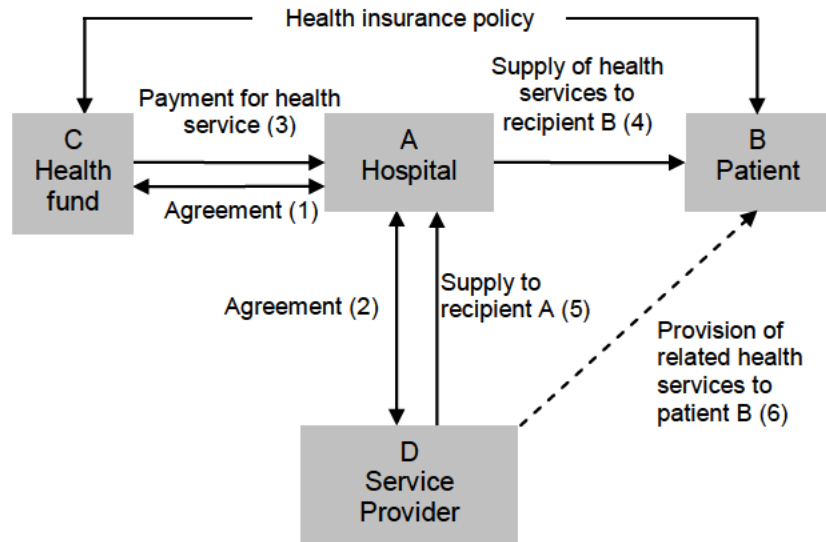 Health insurance policy
Payment for health
service (3)
Supply of health
services to
recipient B (4)
C
Health
fund
A
Hospital
B
Patient
Agreement (1)
Agreement (2)
Supply to
recipient A (5)
Provision of
related health
services to
patient B (6)
D
Service
Provider